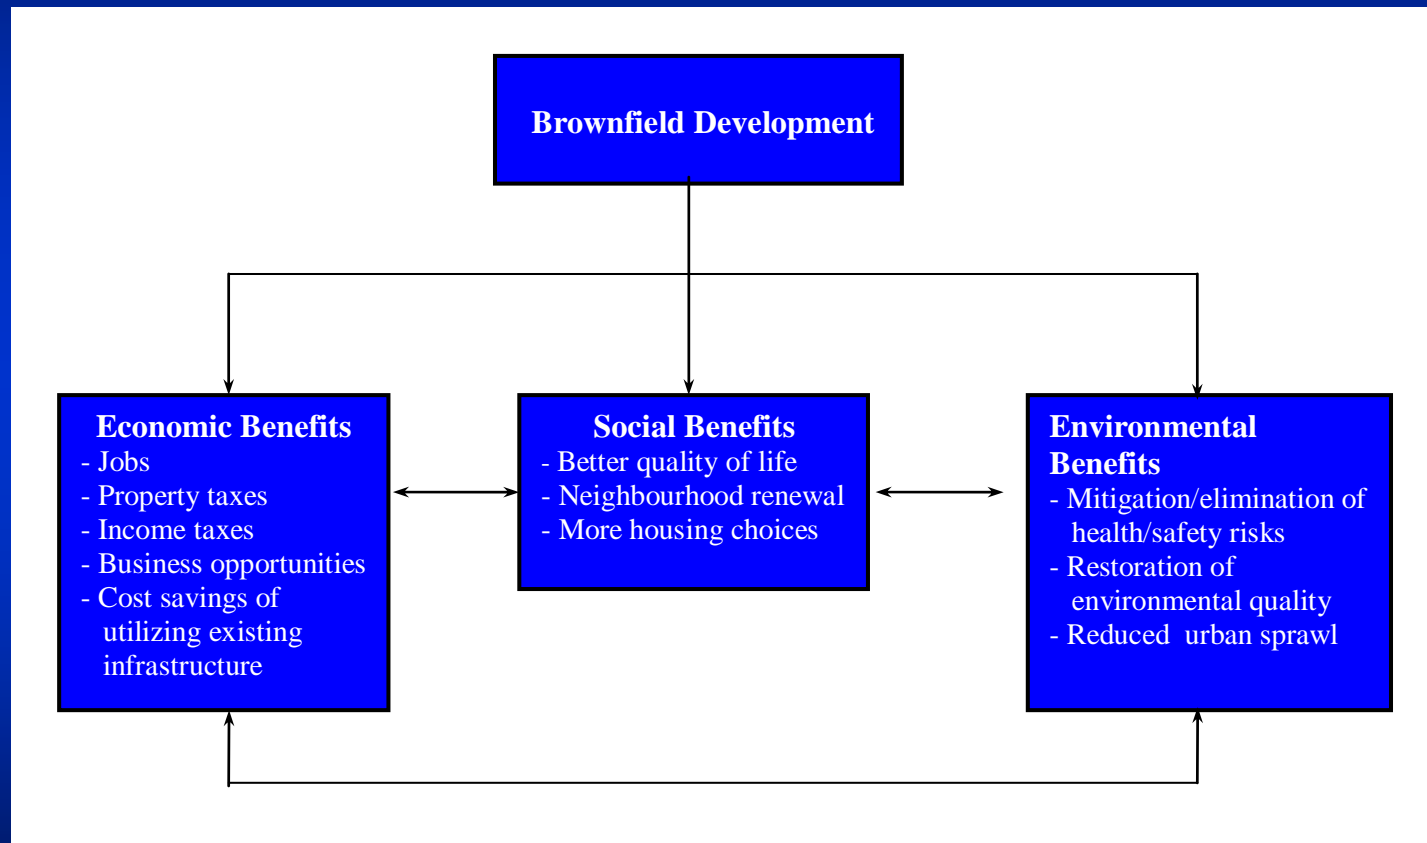 Brownfield Development
Economic Benefits
- Jobs
- Property taxes
- Income taxes
- Business opportunities
- Cost savings of
utilizing existing
infrastructure
Social Benefits
- Better quality of life
- Neighbourhood renewal
- More housing choices
Environmental
Benefits
- Mitigation/elimination of
health/safety risks
- Restoration of
environmental quality
- Reduced  urban sprawl